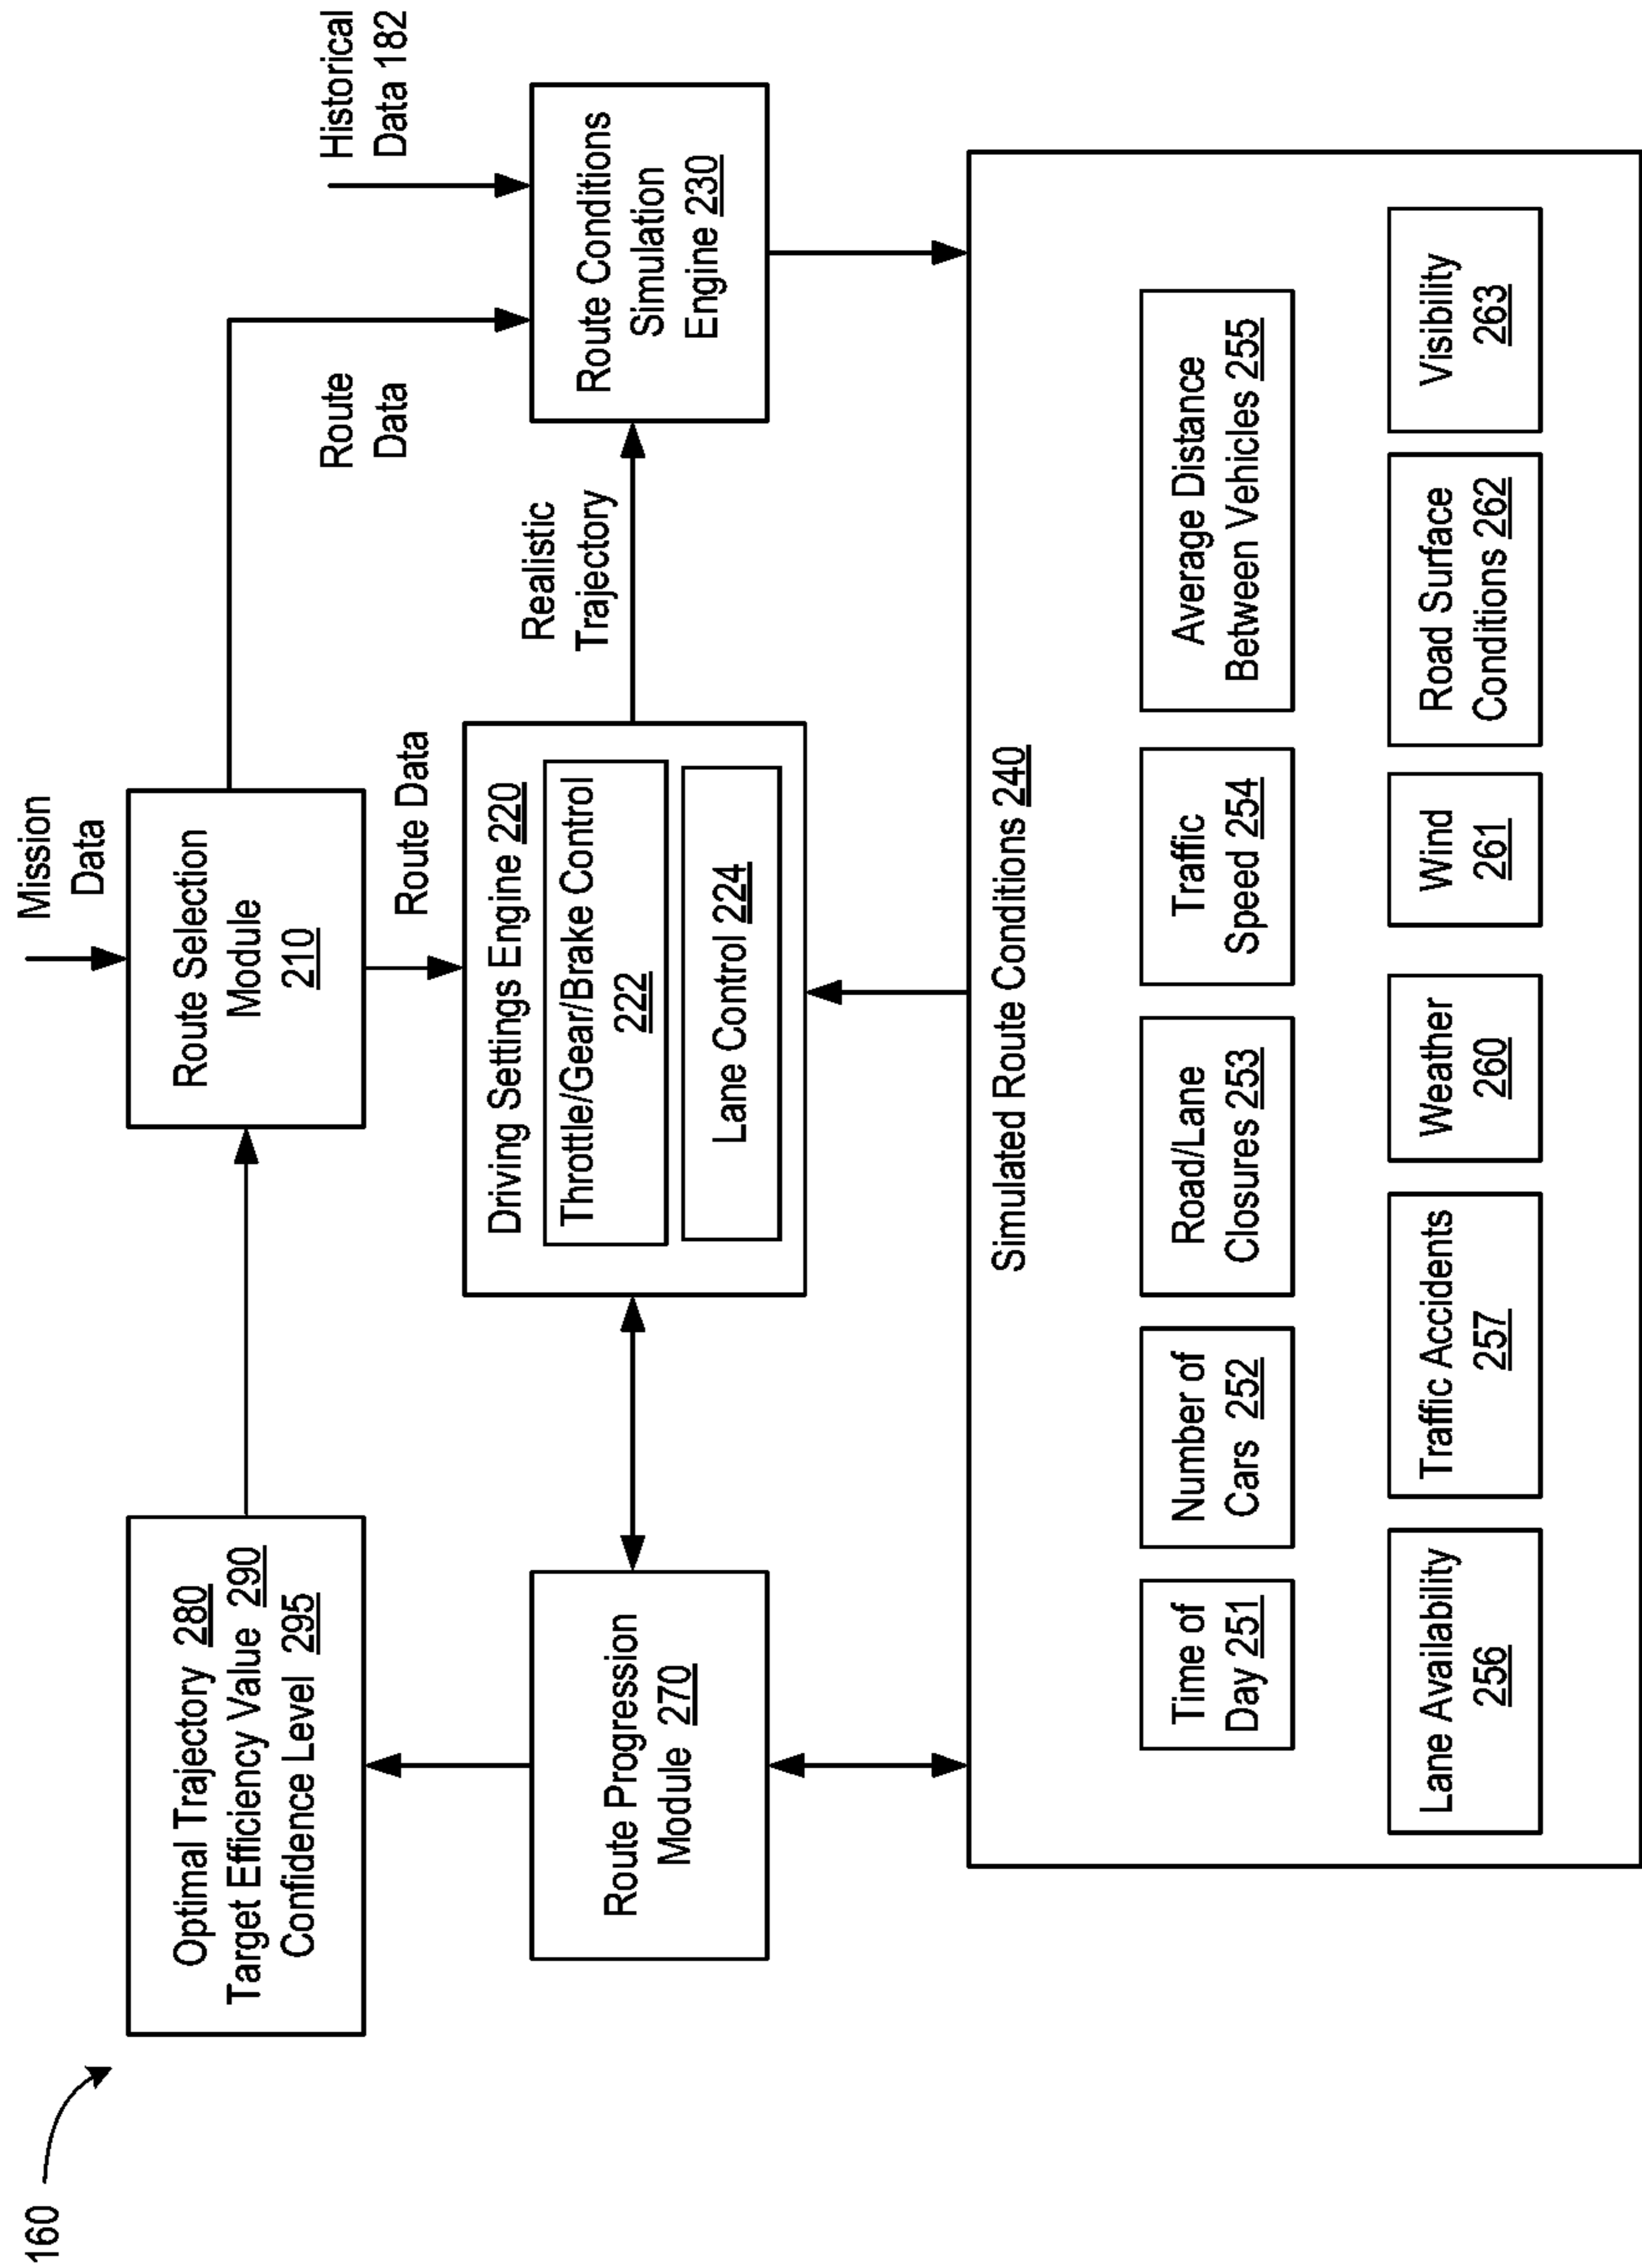 160
Mission
Data
Optimal Trajectory 280
Target Efficiency Value 290
Confidence Level 295
Route Selection
Module
210
Route
Data
Historical
Data 182
Route Data
Route Progression
Module 270
Driving Settings Engine 220
Throttle/Gear/Brake Control
222
Lane Control 224
Realistic
Trajectory
Route Conditions
Simulation
Engine 230
Simulated Route Conditions 240
Time of
Day 251
Number of
Cars 252
Road/Lane
Closures 253
Traffic
Speed 254
Average Distance
Between Vehicles 255
Lane Availability
256
Traffic Accidents
257
Weather
260
Wind
261
Road Surface
Conditions 262
Visibility
263